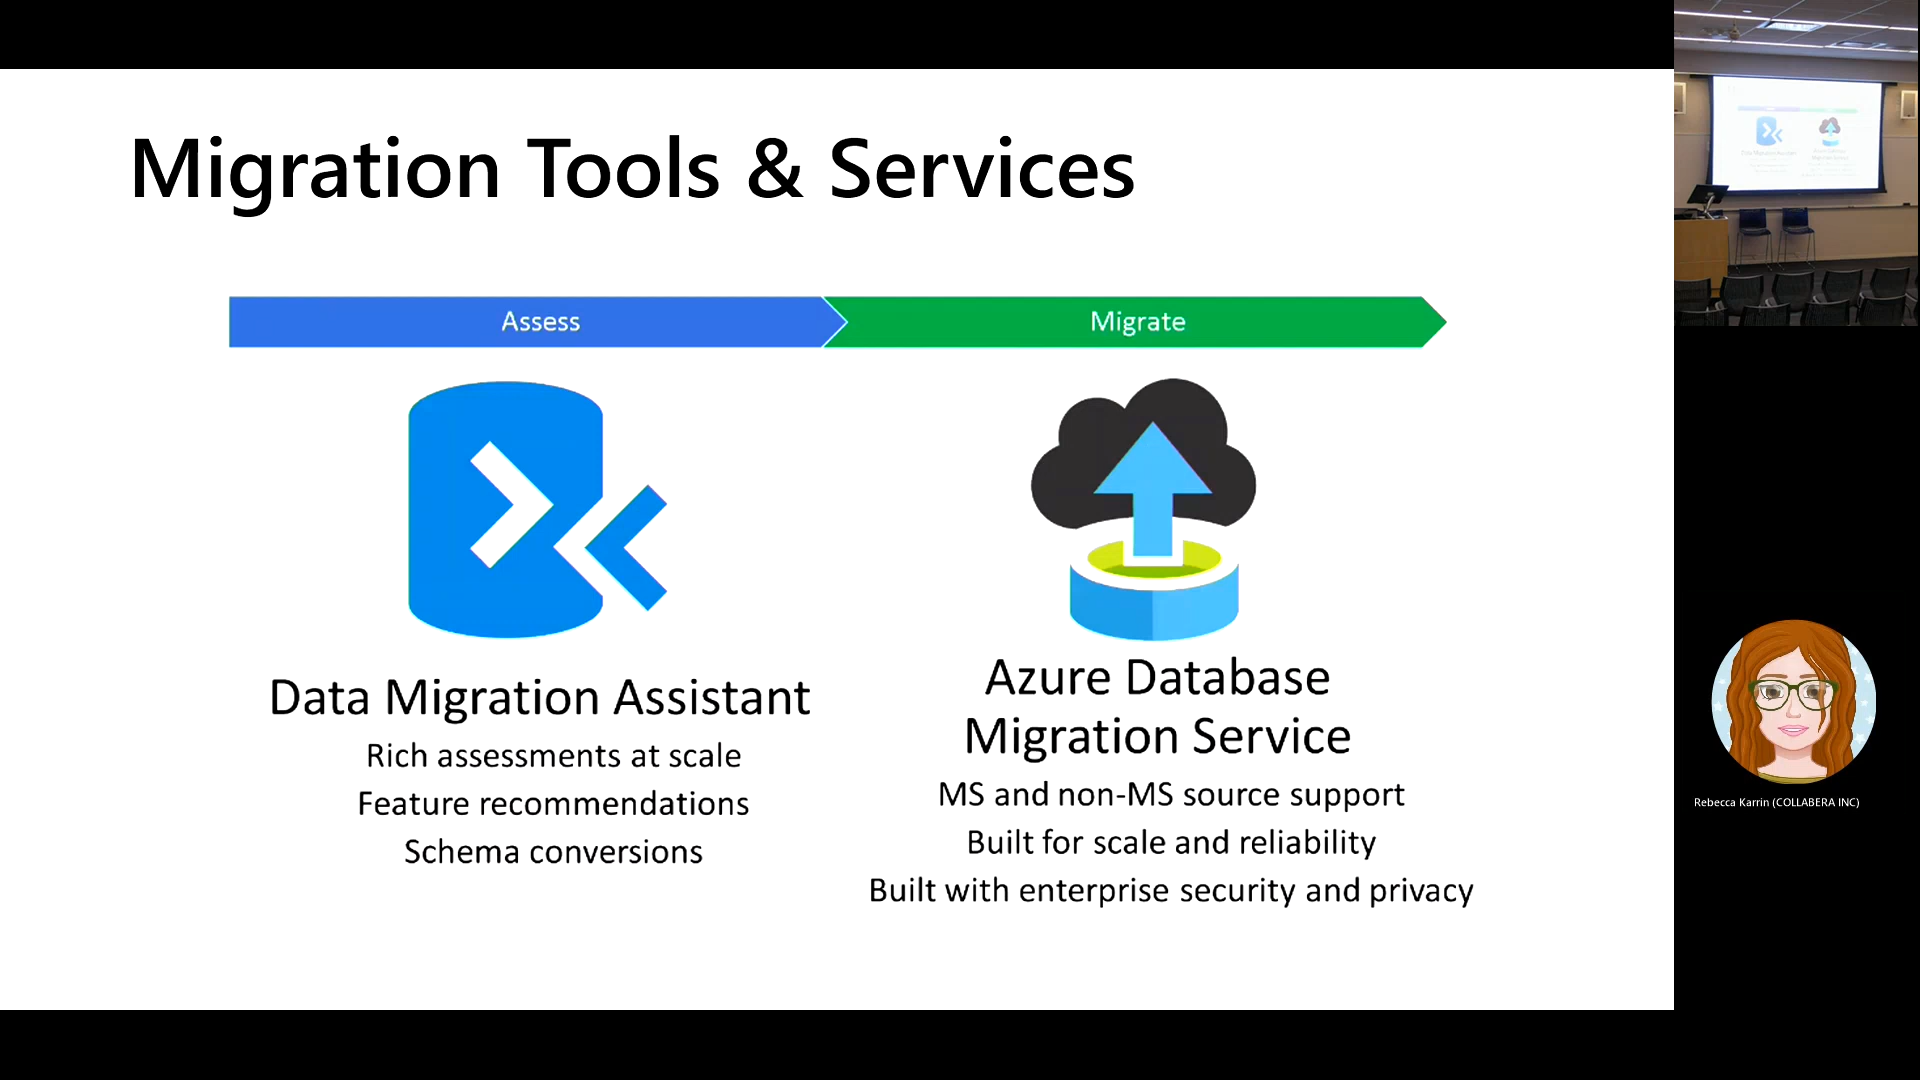 Migration Tools & Services
Assess
Migrate
Data Migration Assistant
Rich assessments at scale
Feature recommendations
Schema conversions
Azure Database
Migration Service
MS and non-MS source support
Built for scale and reliability
Built with enterprise security and privacy
Rebecca Karrin (COLLABERA INC)